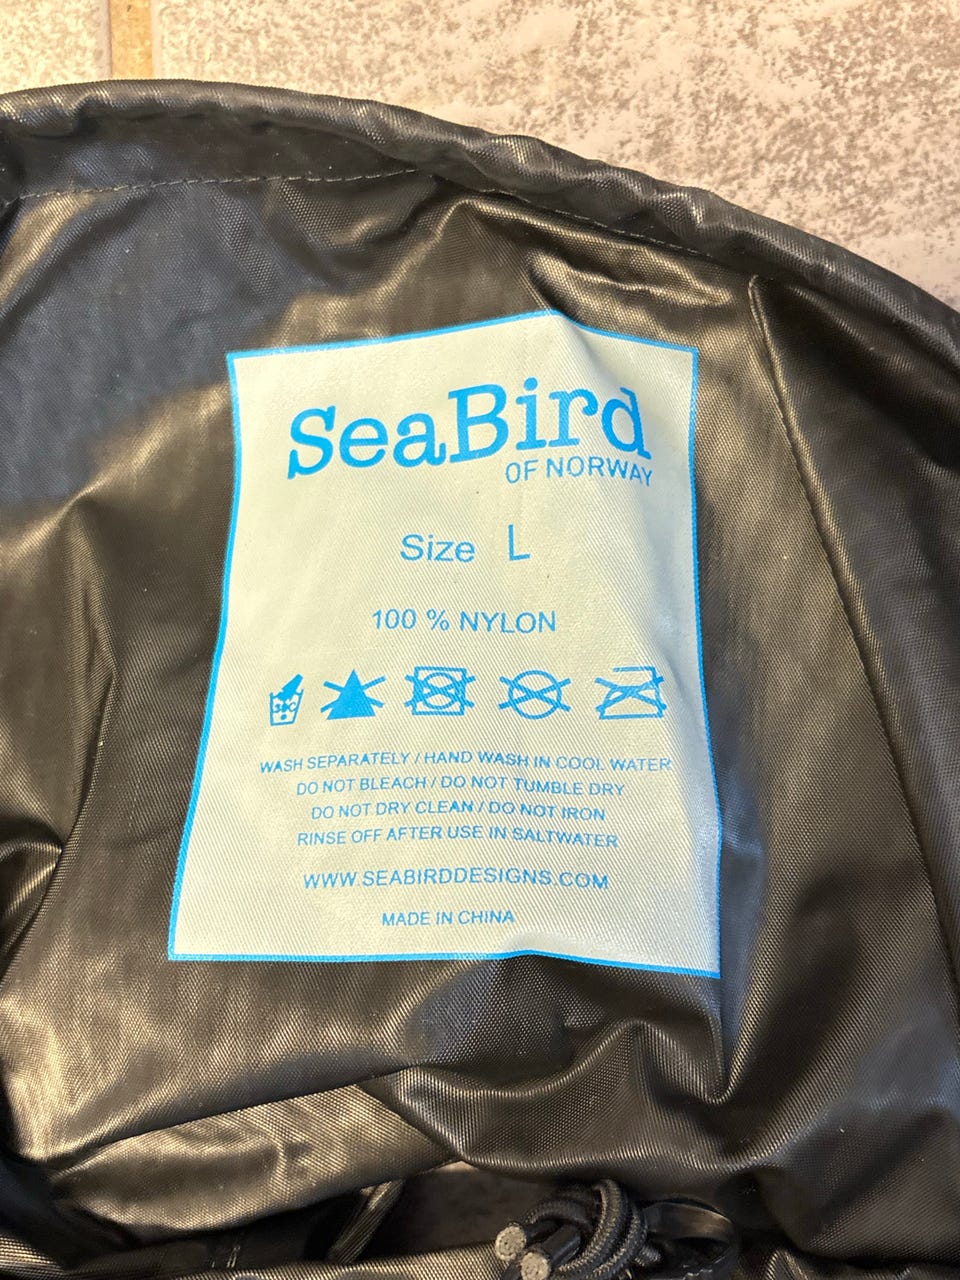 SeaBird
OF NORWAY
Size L
100 % NYLON
WASH SEPARATELY / HAND WASH IN COOL WATER
DO NOT BLEACH / DO NOT TUMBLE DRY
DO NOT DRY CLEAN / DO NOT IRON
RINSE OFF AFTER USE IN SALTWATER
WWW.SEABIRDDESIGNS.COM
MADE IN CHINA